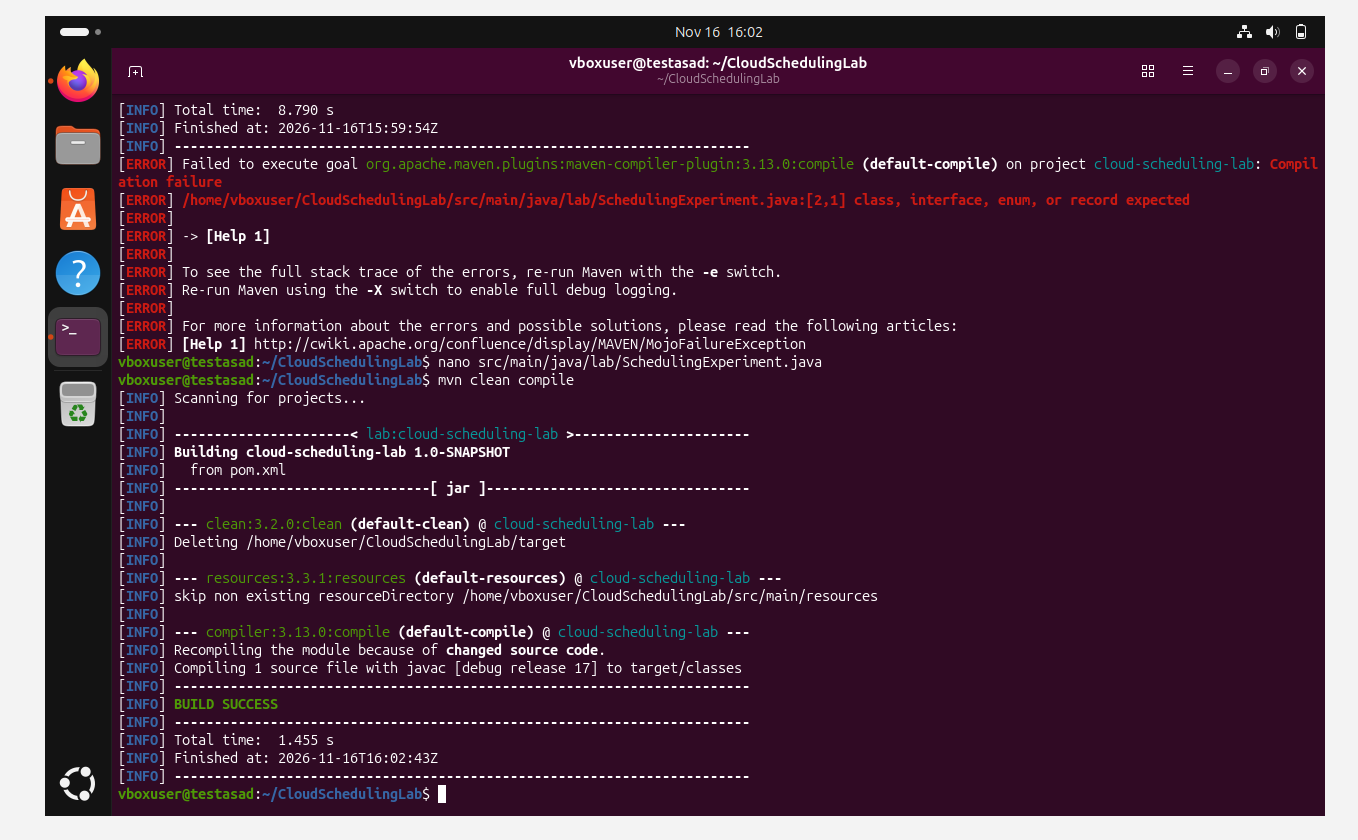 Nov 16 16:02
vboxuser@testasad: ~/CloudSchedulingLab
~/CloudSchedulingLab
[INFO] Total time:  8.790 s
[INFO] Finished at: 2026-11-16T15:59:54Z
[INFO] ------------------------------------------------------------------------
[ERROR] Failed to execute goal org.apache.maven.plugins:maven-compiler-plugin:3.13.0:compile (default-compile) on project cloud-scheduling-lab: Compil
ation failure
[ERROR] /home/vboxuser/CloudSchedulingLab/src/main/java/lab/SchedulingExperiment.java:[2,1] class, interface, enum, or record expected
[ERROR]
[ERROR] -> [Help 1]
[ERROR]
[ERROR] To see the full stack trace of the errors, re-run Maven with the -e switch.
[ERROR] Re-run Maven using the -X switch to enable full debug logging.
[ERROR]
[ERROR] For more information about the errors and possible solutions, please read the following articles:
[ERROR] [Help 1] http://cwiki.apache.org/confluence/display/MAVEN/MojoFailureException
vboxuser@testasad:~/CloudSchedulingLab$ nano src/main/java/lab/SchedulingExperiment.java
vboxuser@testasad:~/CloudSchedulingLab$ mvn clean compile
[INFO] Scanning for projects...
[INFO]
[INFO] ----------------------< lab:cloud-scheduling-lab >----------------------
[INFO] Building cloud-scheduling-lab 1.0-SNAPSHOT
[INFO]   from pom.xml
[INFO] --------------------------------[ jar ]---------------------------------
[INFO]
[INFO] --- clean:3.2.0:clean (default-clean) @ cloud-scheduling-lab ---
[INFO] Deleting /home/vboxuser/CloudSchedulingLab/target
[INFO]
[INFO] --- resources:3.3.1:resources (default-resources) @ cloud-scheduling-lab ---
[INFO] skip non existing resourceDirectory /home/vboxuser/CloudSchedulingLab/src/main/resources
[INFO]
[INFO] --- compiler:3.13.0:compile (default-compile) @ cloud-scheduling-lab ---
[INFO] Recompiling the module because of changed source code.
[INFO] Compiling 1 source file with javac [debug release 17] to target/classes
[INFO] ------------------------------------------------------------------------
[INFO] BUILD SUCCESS
[INFO] ------------------------------------------------------------------------
[INFO] Total time:  1.455 s
[INFO] Finished at: 2026-11-16T16:02:43Z
[INFO] ------------------------------------------------------------------------
vboxuser@testasad:~/CloudSchedulingLab$